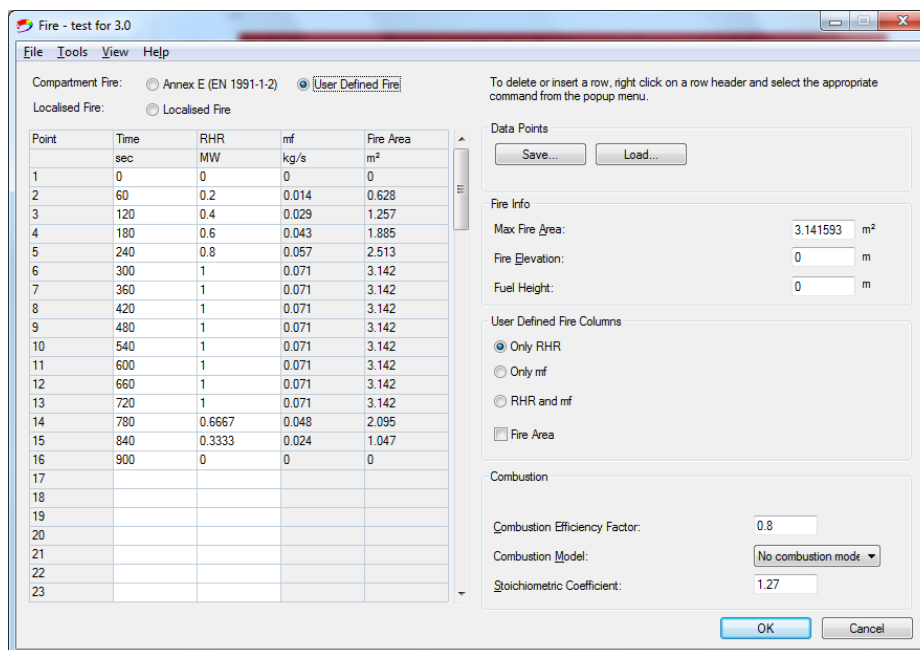 Fire - test for 3.0
File Tools View Help
Compartment Fire: Annex E (EN 1991-1-2) User Defined Fire
Localised Fire: Localised Fire
Point Time RHR mf Fire Area
sec MW kg/s m²
1 0 0 0 0
2 60 0.2 0.014 0.628
3 120 0.4 0.029 1.257
4 180 0.6 0.043 1.885
5 240 0.8 0.057 2.513
6 300 1 0.071 3.142
7 360 1 0.071 3.142
8 420 1 0.071 3.142
9 480 1 0.071 3.142
10 540 1 0.071 3.142
11 600 1 0.071 3.142
12 660 1 0.071 3.142
13 720 1 0.071 3.142
14 780 0.6667 0.048 2.095
15 840 0.3333 0.024 1.047
16 900 0 0 0
17
18
19
20
21
22
23
To delete or insert a row, right click on a row header and select the appropriate
command from the popup menu.
Data Points
Save... Load...
Fire Info
Max Fire Area: 3.141593 m²
Fire Elevation: 0 m
Fuel Height: 0 m
User Defined Fire Columns
Only RHR
Only mf
RHR and mf
Fire Area
Combustion
Combustion Efficiency Factor: 0.8
Combustion Model: No combustion mode
Stoichiometric Coefficient: 1.27
OK Cancel